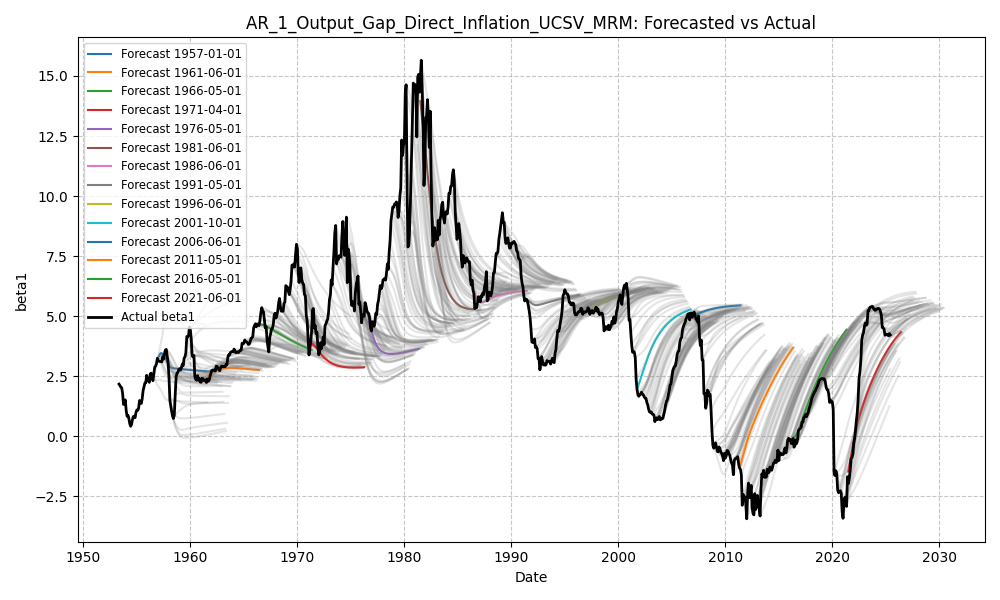 AR_1_Output_Gap_Direct_Inflation_UCSV_MRM: Forecasted vs Actual
Forecast 1957-01-01
Forecast 1961-06-01
Forecast 1966-05-01
Forecast 1971-04-01
Forecast 1976-05-01
Forecast 1981-06-01
Forecast 1986-06-01
Forecast 1991-05-01
Forecast 1996-06-01
Forecast 2001-10-01
Forecast 2006-06-01
Forecast 2011-05-01
Forecast 2016-05-01
Forecast 2021-06-01
Actual beta1
beta1
15.0
12.5
10.0
7.5
5.0
2.5
0.0
−2.5
1950 1960 1970 1980 1990 2000 2010 2020 2030
Date